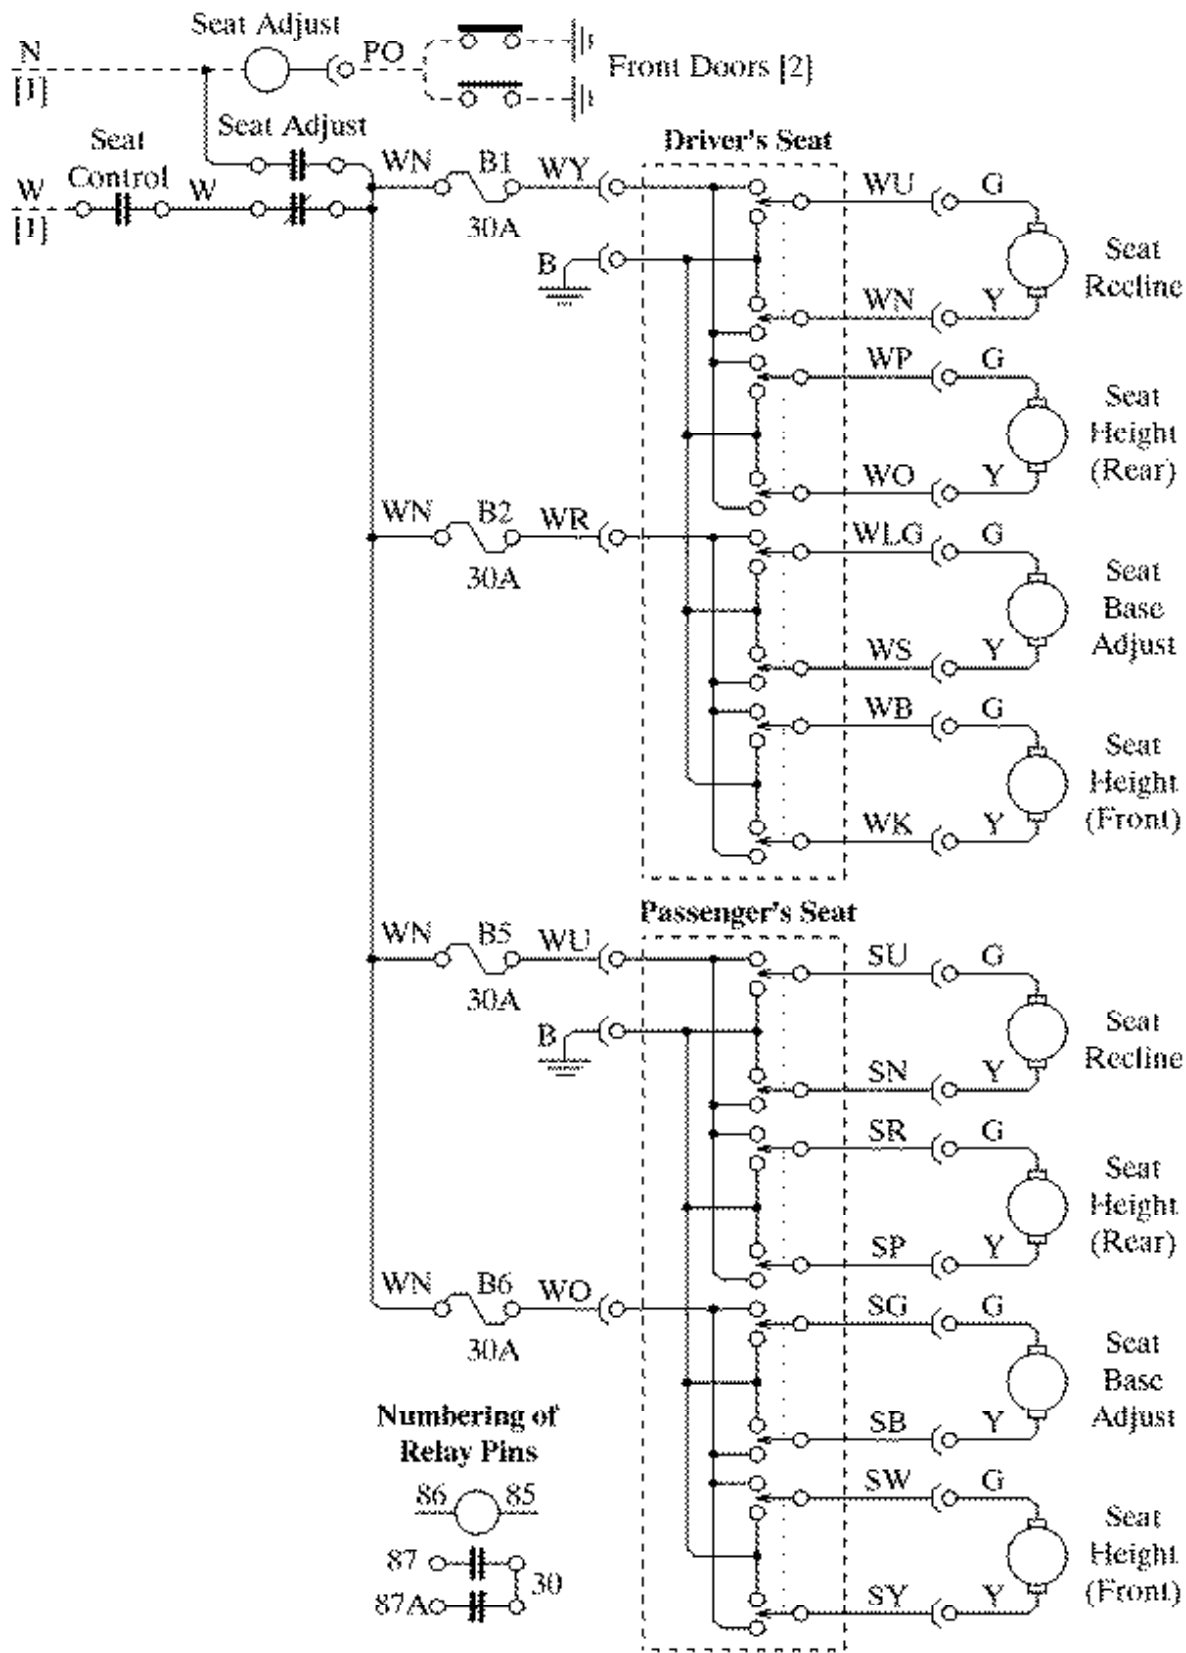 Seat Adjust
N
[1]
PO
Front Doors [2]
Seat Adjust
Seat
Control
W
[1]
W
Driver's Seat
WN
B1
30A
WY
B
WU
G
WN
Y
Seat
Recline
WP
G
WO
Y
Seat
Height
(Rear)
WN
B2
30A
WR
WLG
G
WS
Y
Seat
Base
Adjust
WB
G
WK
Y
Seat
Height
(Front)
Passenger's Seat
WN
B5
30A
WU
B
SU
G
SN
Y
Seat
Recline
SR
G
SP
Y
Seat
Height
(Rear)
WN
B6
30A
WO
SG
G
SB
Y
Seat
Base
Adjust
SW
G
SY
Y
Seat
Height
(Front)
Numbering of
Relay Pins
86
85
87
30
87A